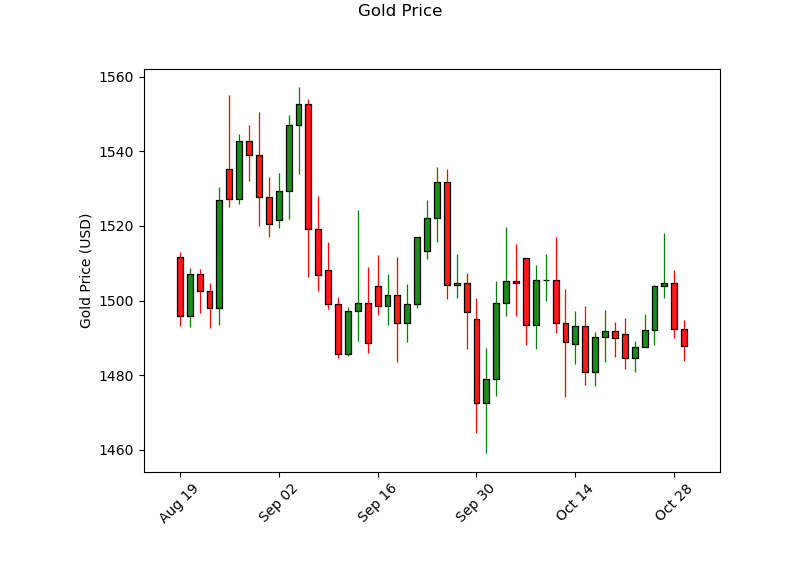 Gold Price
1560
1540
1520
1500
1480
1460
Gold Price (USD)
Aug 19
Sep 02
Sep 16
Sep 30
Oct 14
Oct 28